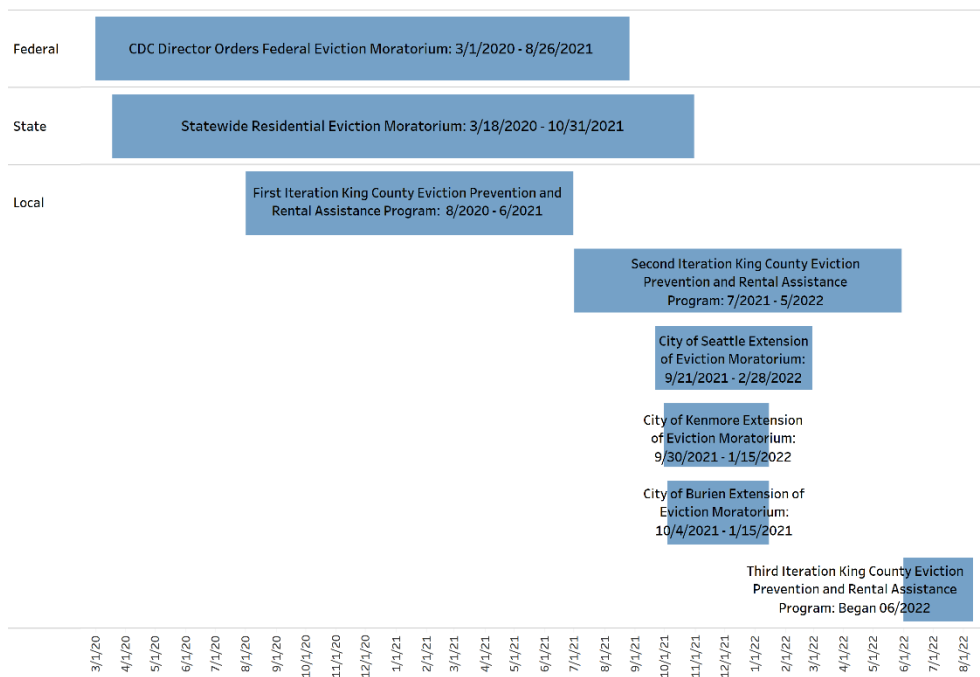 Federal
CDC Director Orders Federal Eviction Moratorium: 3/1/2020 - 8/26/2021
State
Statewide Residential Eviction Moratorium: 3/18/2020 - 10/31/2021
Local
First Iteration King County Eviction Prevention and
Rental Assistance Program: 8/2020 - 6/2021
Second Iteration King County Eviction
Prevention and Rental Assistance
Program: 7/2021 - 5/2022
City of Seattle Extension
of Eviction Moratorium:
9/21/2021 - 2/28/2022
City of Kenmore Extension
of Eviction Moratorium:
9/30/2021 - 1/15/2022
City of Burien Extension of
Eviction Moratorium:
10/4/2021 - 1/15/2021
Third Iteration King County Eviction
Prevention and Rental Assistance
Program: Began 06/2022
3/1/20
4/1/20
5/1/20
6/1/20
7/1/20
8/1/20
9/1/20
10/1/20
11/1/20
12/1/20
1/1/21
2/1/21
3/1/21
4/1/21
5/1/21
6/1/21
7/1/21
8/1/21
9/1/21
10/1/21
11/1/21
12/1/21
1/1/22
2/1/22
3/1/22
4/1/22
5/1/22
6/1/22
7/1/22
8/1/22